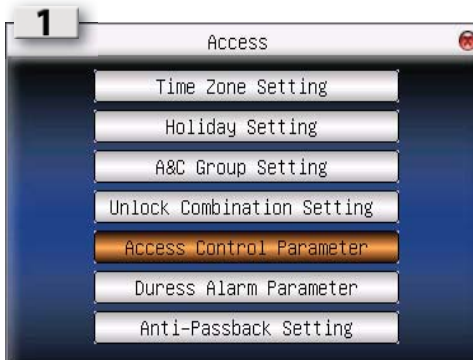 1
Access
Time Zone Setting
Holiday Setting
A&C Group Setting
Unlock Combination Setting
Access Control Parameter
Duress Alarm Parameter
Anti-Passback Setting